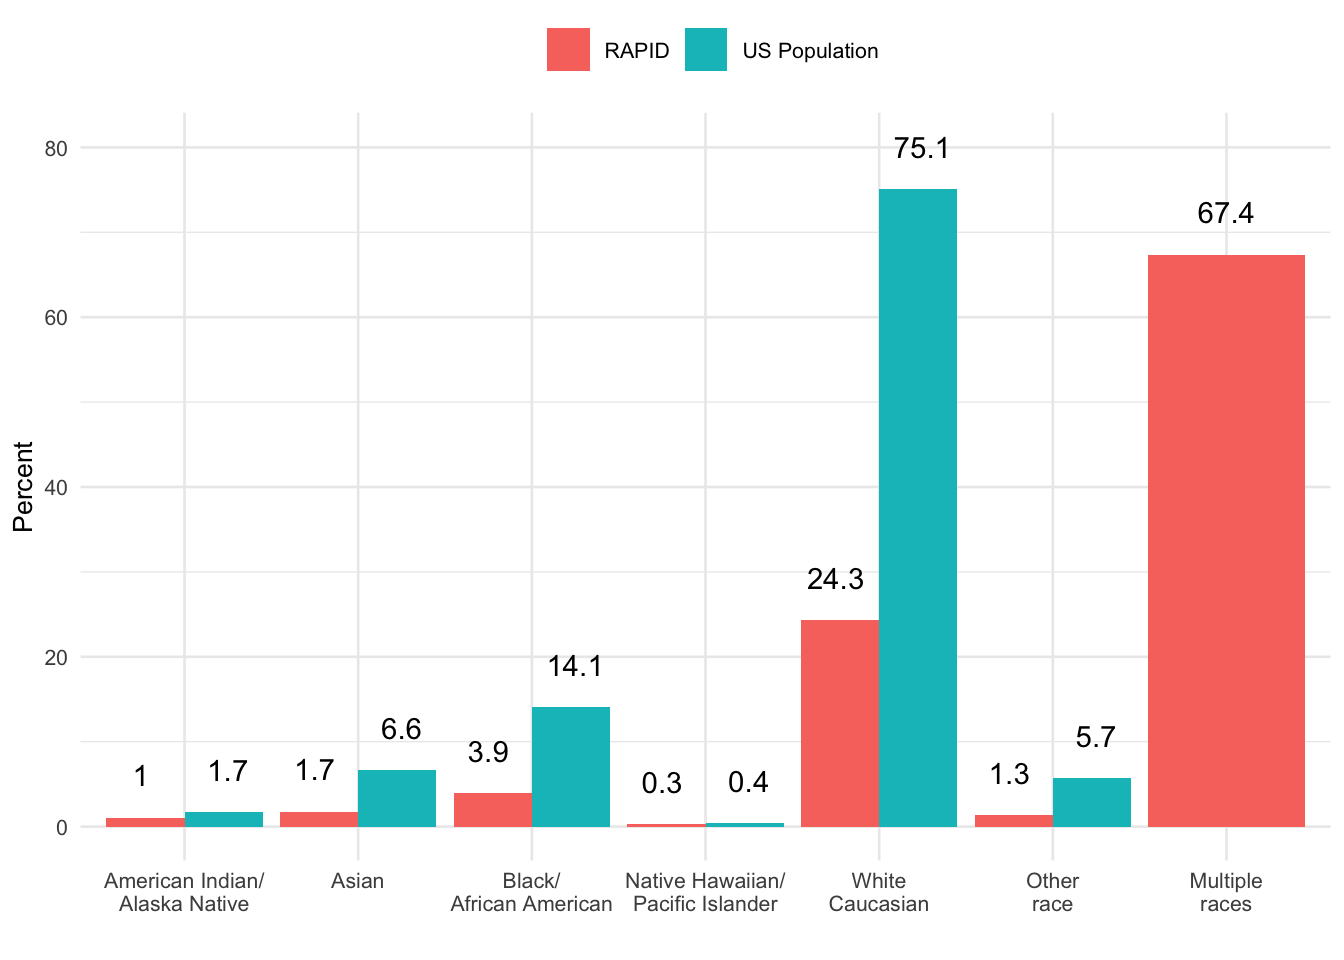 RAPID US Population
80
60
40
20
0
Percent
75.1
67.4
24.3
14.1
6.6
5.7
3.9
1.7
1.7
1.3
1
0.3
0.4
American Indian/
Alaska Native
Asian
Black/
African American
Native Hawaiian/
Pacific Islander
White
Caucasian
Other
race
Multiple
races